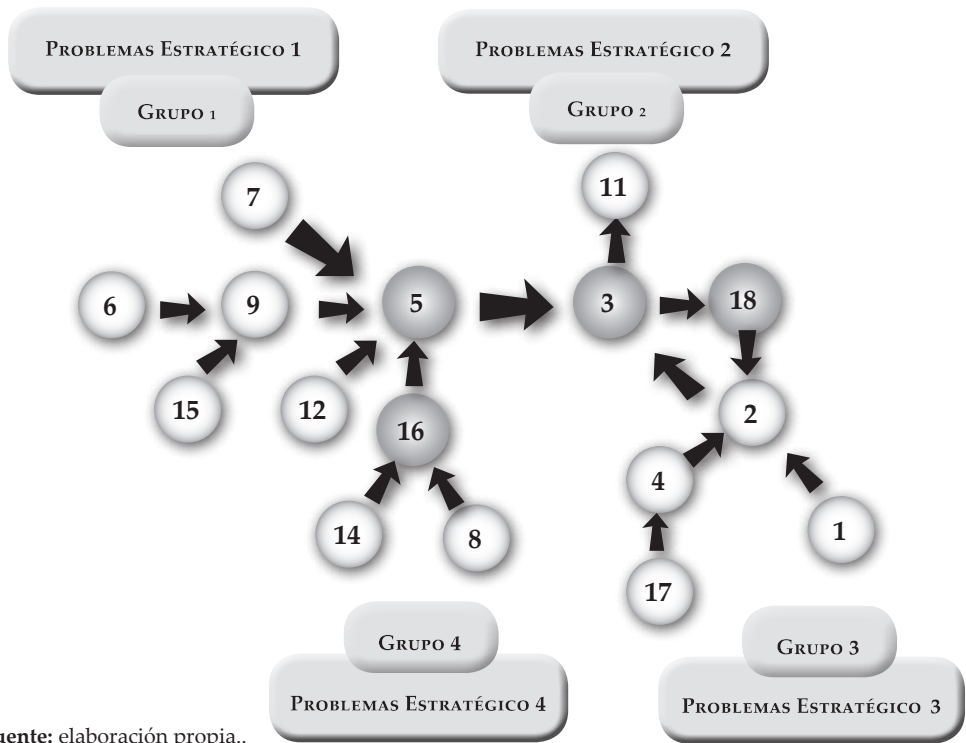 Problemas Estratégico 1
Grupo 1
Problemas Estratégico 2
Grupo 2
7
11
6
9
5
3
18
15
12
16
2
4
14
8
1
17
Grupo 4
Problemas Estratégico 4
Grupo 3
Problemas Estratégico 3
uente: elaboración propia..